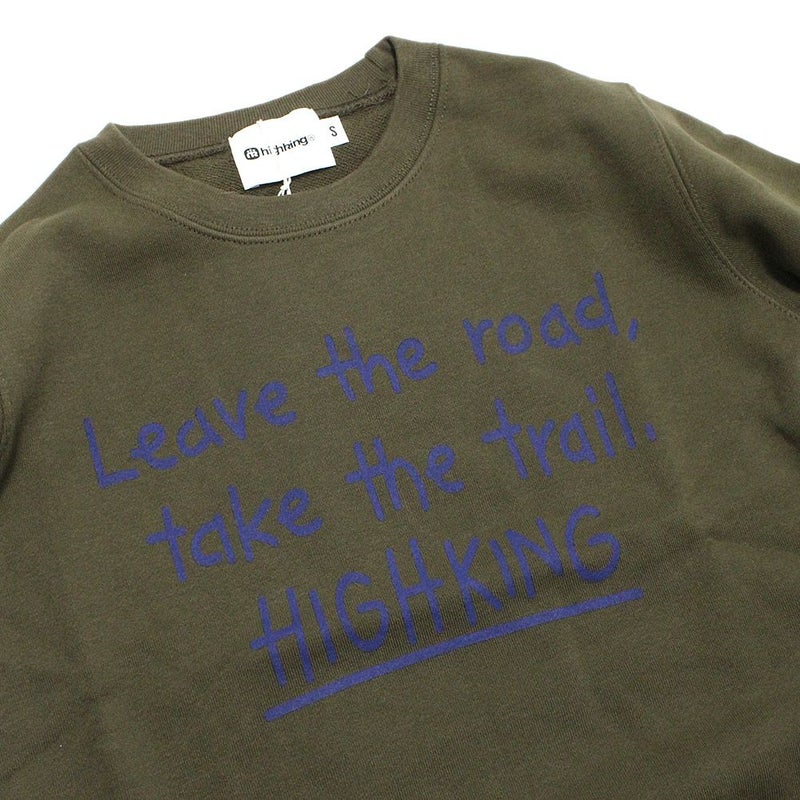 highking®
S
Leave the road,
take the trail.
HIGHKING